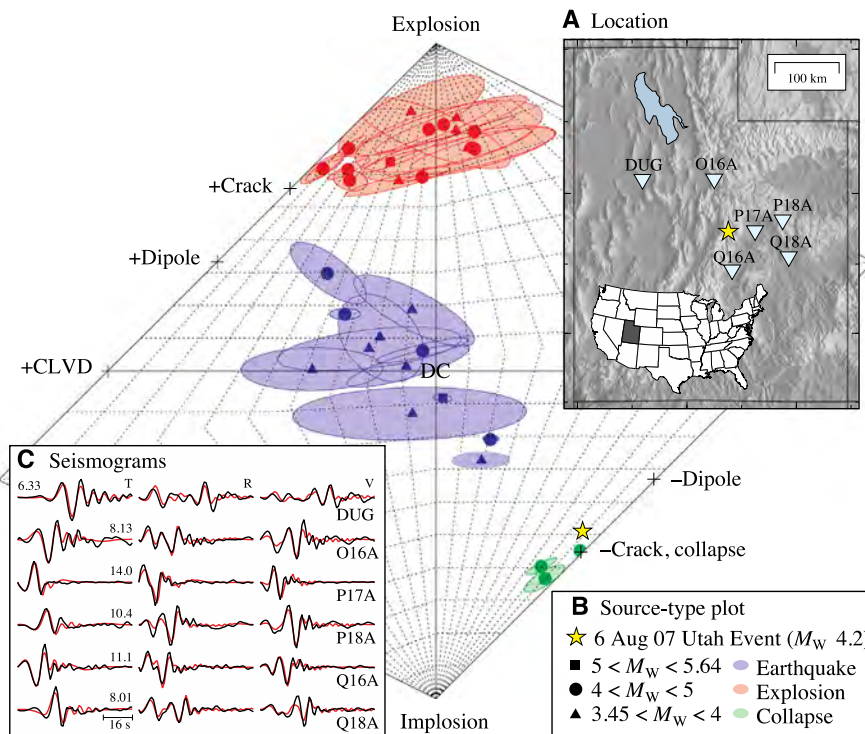 Explosion
+Crack
+Dipole
+CLVD
DC
−Dipole
−Crack, collapse
Implosion
A Location
100 km
DUG
O16A
P17A
P18A
Q16A
Q18A
C Seismograms
6.33 T R V
DUG
8.13
O16A
14.0
P17A
10.4
P18A
11.1
Q16A
8.01
16 s
Q18A
B Source-type plot
6 Aug 07 Utah Event (MW 4.2)
5 < MW < 5.64 Earthquake
4 < MW < 5 Explosion
3.45 < MW < 4 Collapse